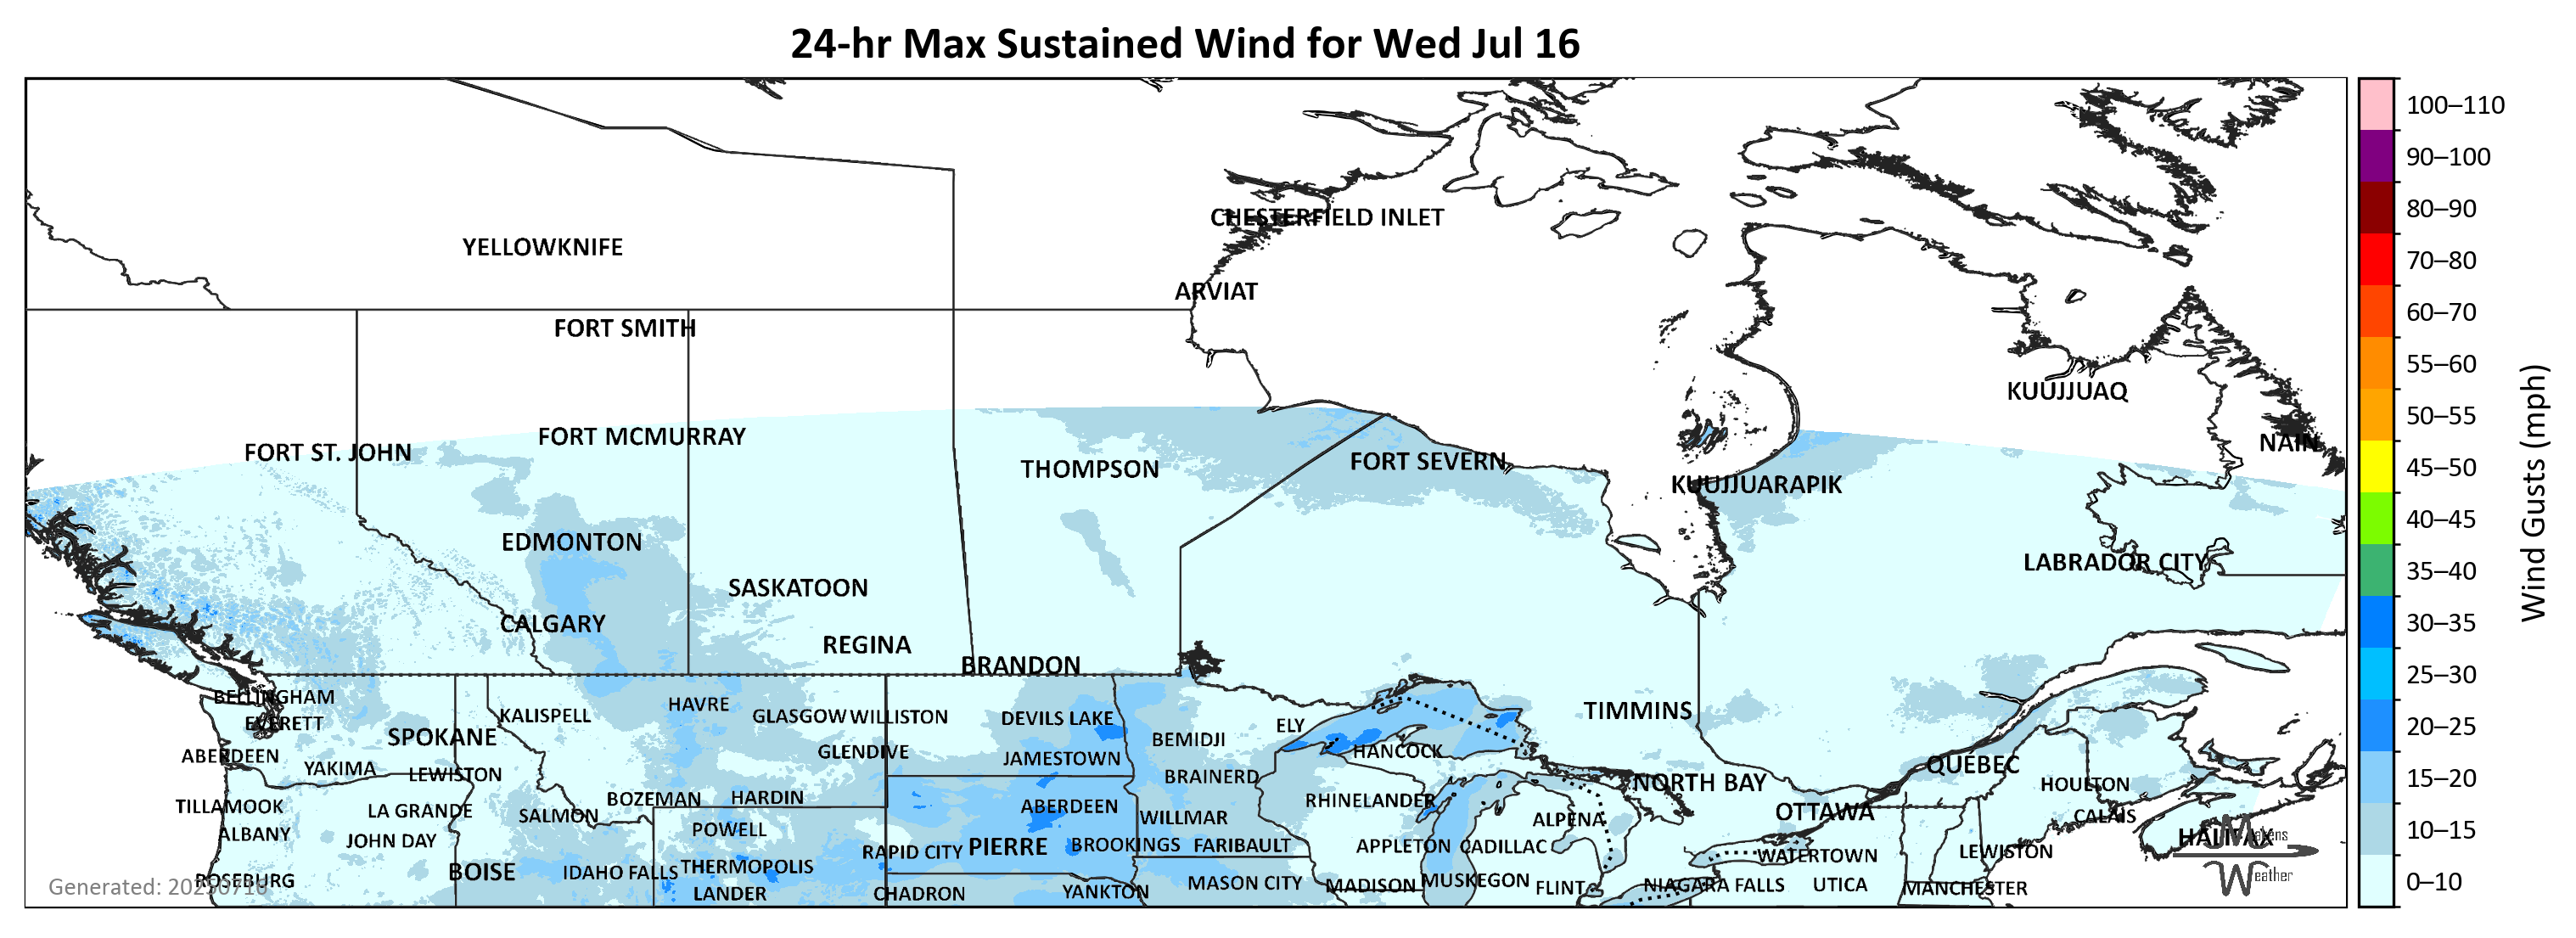 24-hr Max Sustained Wind for Wed Jul 16
100–110
90–100
80–90
70–80
60–70
55–60
50–55
45–50
40–45
35–40
30–35
25–30
20–25
15–20
10–15
0–10
Wind Gusts (mph)
CHESTERFIELD INLET
YELLOWKNIFE
ARVIAT
FORT SMITH
KUUJJUAQ
FORT MCMURRAY
NAIN
FORT ST. JOHN
FORT SEVERN
THOMPSON
KUUJJUARAPIK
EDMONTON
LABRADOR CITY
SASKATOON
CALGARY
REGINA
BRANDON
BELLINGHAM
HAVRE
TIMMINS
KALISPELL
GLASGOW
WILLISTON
DEVILS LAKE
EVERETT
ELY
SPOKANE
BEMIDJI
HANCOCK
GLENDIVE
ABERDEEN
JAMESTOWN
QUÉBEC
YAKIMA
LEWISTON
BRAINERD
NORTH BAY
HOULTON
BOZEMAN
HARDIN
RHINELANDER
TILLAMOOK
LA GRANDE
ABERDEEN
OTTAWA
SALMON
CALAIS
WILLMAR
ALPENA
POWELL
ALBANY
HALIFAX
Makens
Weather
JOHN DAY
PIERRE
BROOKINGS
FARIBAULT
APPLETON
CADILLAC
RAPID CITY
LEWISTON
WATERTOWN
THERMOPOLIS
BOISE
IDAHO FALLS
ROSEBURG
MUSKEGON
MASON CITY
MADISON
NIAGARA FALLS
UTICA
FLINT
MANCHESTER
YANKTON
LANDER
CHADRON
Generated: 20250716